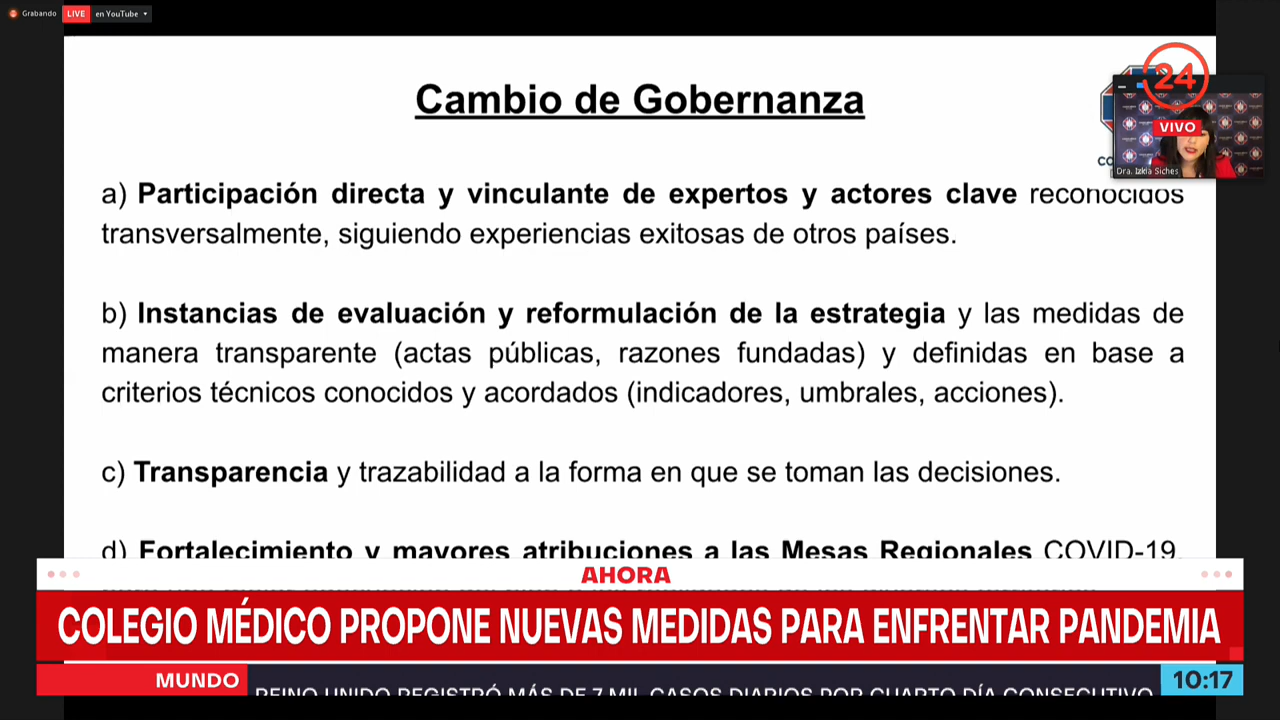 Grabando
LIVE
en YouTube
Cambio de Gobernanza
24
VIVO
Dra. Izkia Siches
a) Participación directa y vinculante de expertos y actores clave reconocidos
transversalmente, siguiendo experiencias exitosas de otros países.
b) Instancias de evaluación y reformulación de la estrategia y las medidas de
manera transparente (actas públicas, razones fundadas) y definidas en base a
criterios técnicos conocidos y acordados (indicadores, umbrales, acciones).
c) Transparencia y trazabilidad a la forma en que se toman las decisiones.
d) Fortalecimiento y mayores atribuciones a las Mesas Regionales COVID-19,
AHORA
COLEGIO MÉDICO PROPONE NUEVAS MEDIDAS PARA ENFRENTAR PANDEMIA
MUNDO
REINO UNIDO REGISTRÓ MÁS DE 7 MIL CASOS DIARIOS POR CUARTO DÍA CONSECUTIVO
10:17